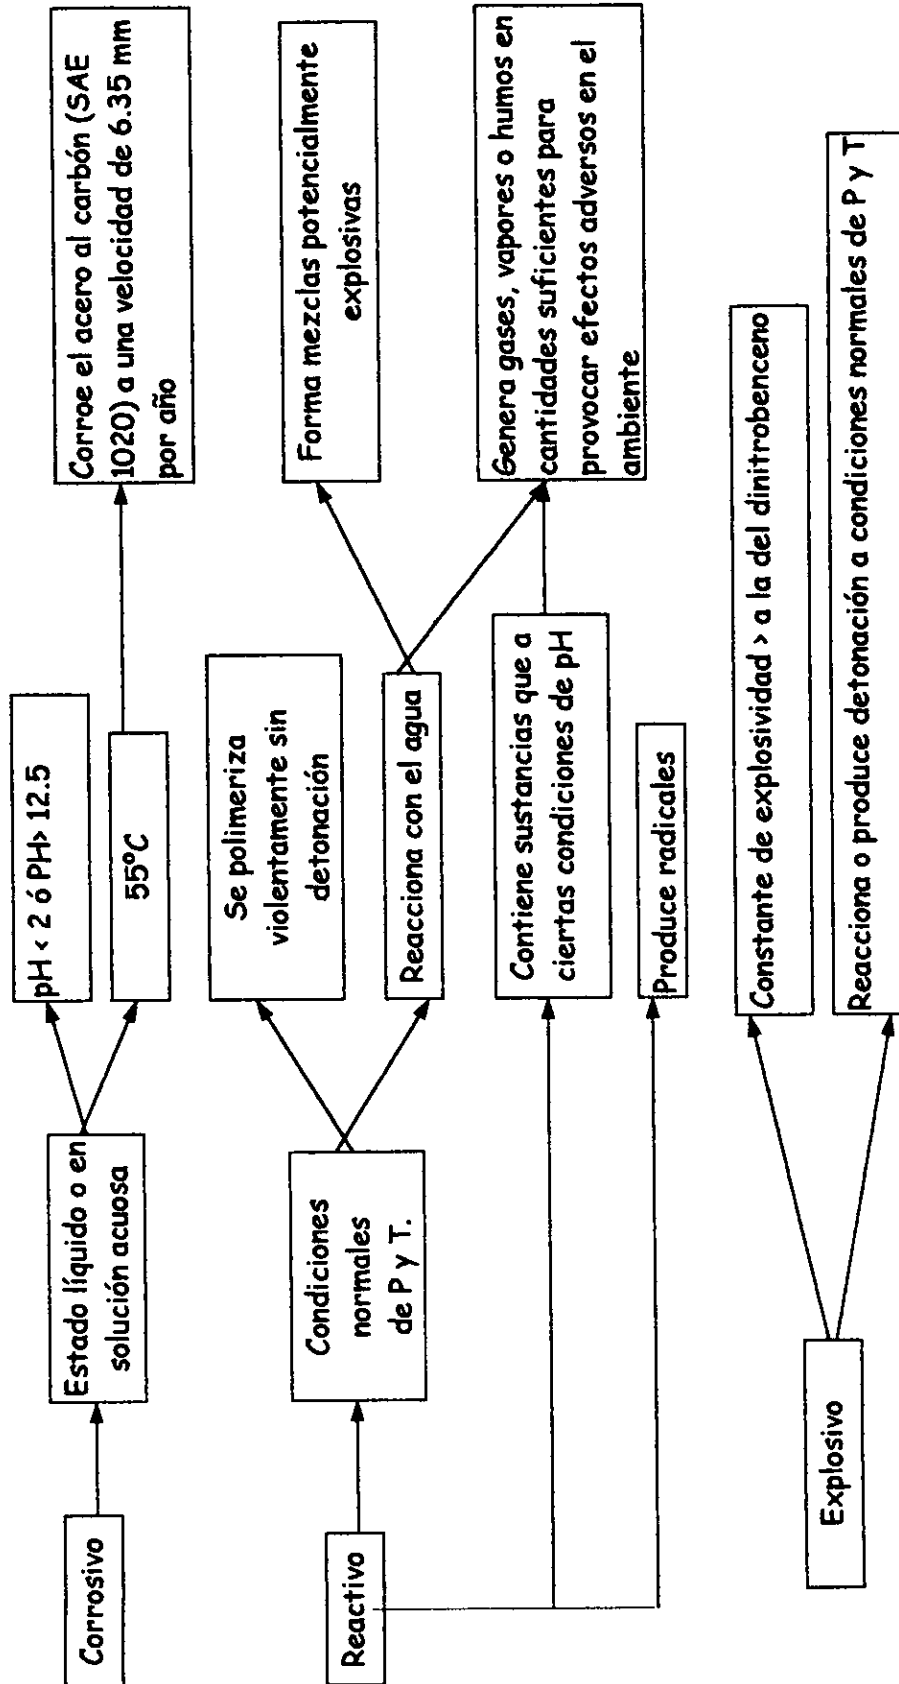 Corrosivo
Estado líquido o en
solución acuosa
pH < 2 ó PH> 12.5
55ºC
Corroe el acero al carbón (SAE
1020) a una velocidad de 6.35 mm
por año
Reactivo
Condiciones
normales
de P y T.
Se polimeriza
violentamente sin
detonación
Reacciona con el agua
Forma mezclas potencialmente
explosivas
Contiene sustancias que a
ciertas condiciones de pH
Genera gases, vapores o humos en
cantidades suficientes para
provocar efectos adversos en el
ambiente
Produce radicales
Explosivo
Constante de explosividad > a la del dinitrobenceno
Reacciona o produce detonación a condiciones normales de P y T